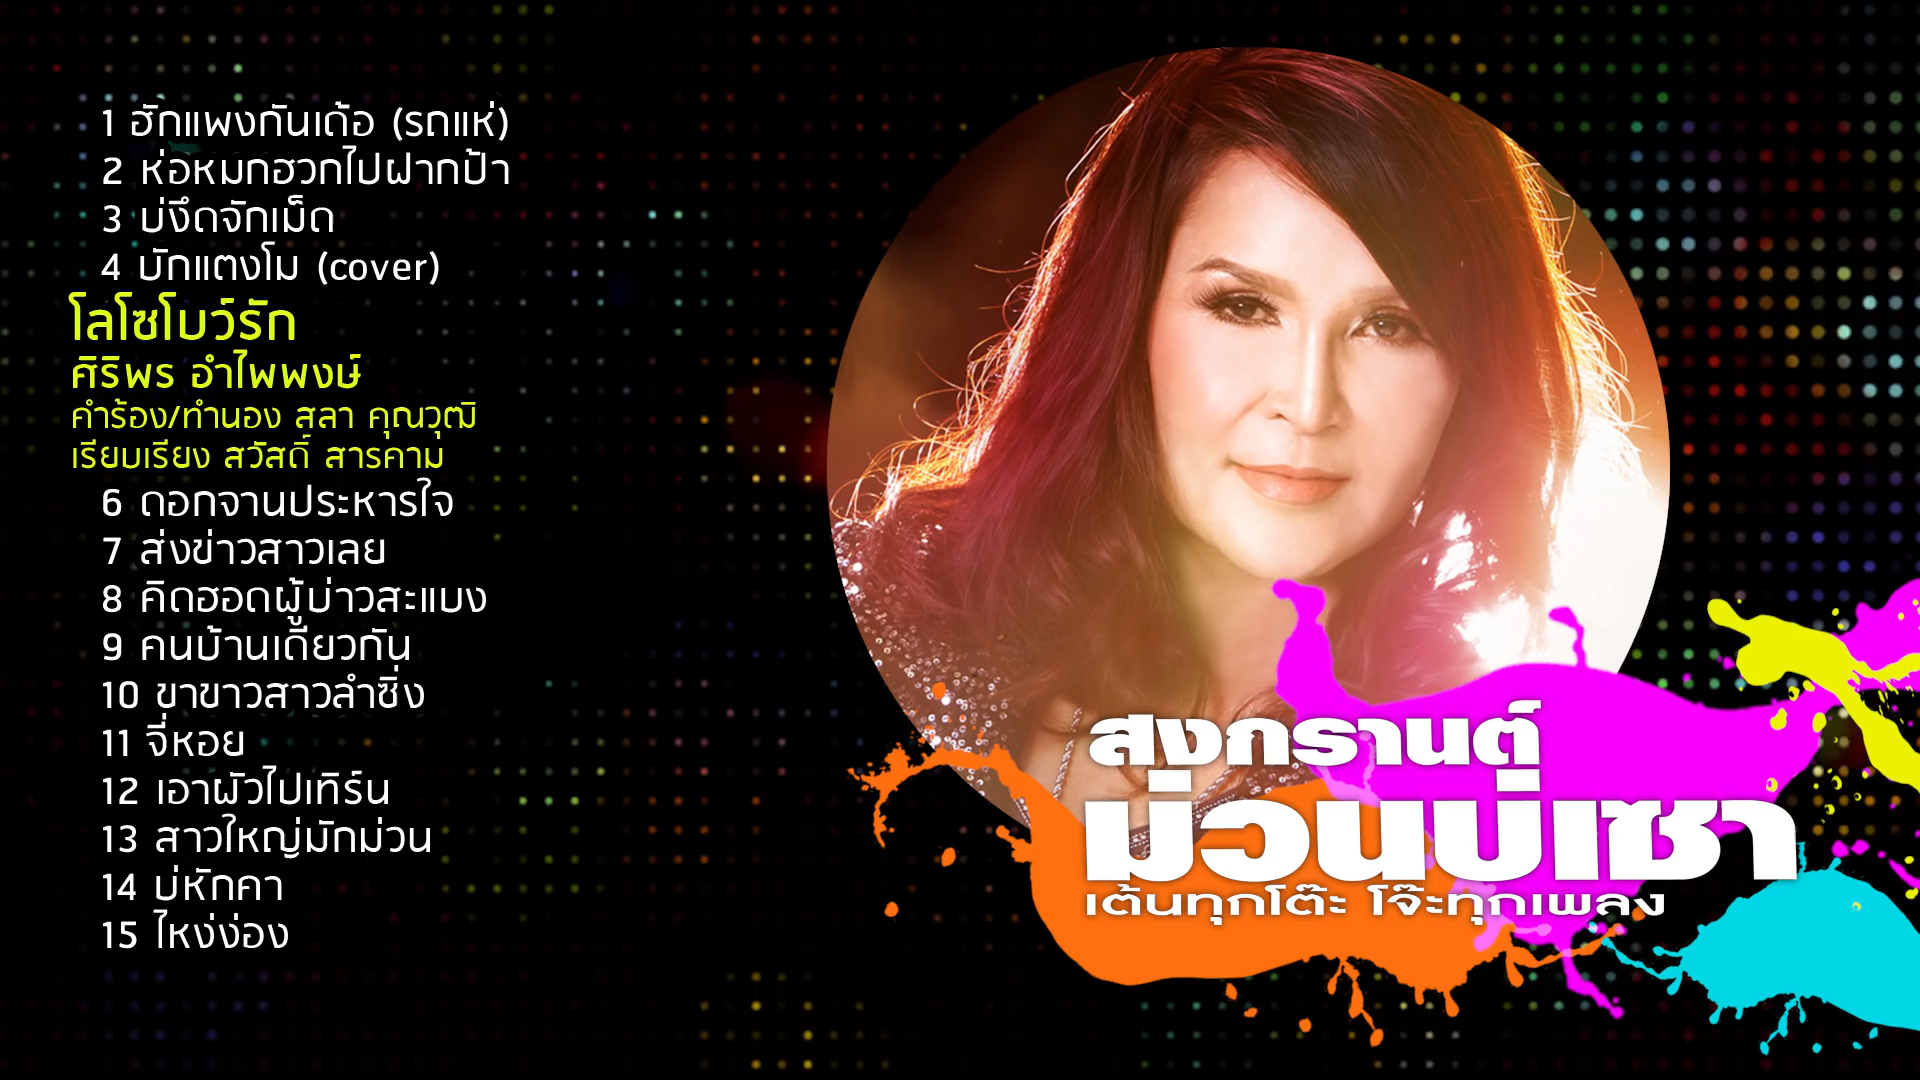 1 ฮักแพงกันเด้อ (รถแห่)
2 ห่อหมกฮวกไปฝากป้า
3 บ่งึดจักเม็ด
4 บักแตงโม (cover)
โลโซโบว์รัก
ศิริพร อำไพพงษ์
คำร้อง/ทำนอง สลา คุณวุฒิ
เรียบเรียง สวัสดิ์ สารคาม
6 ดอกจานประหารใจ
7 ส่งข่าวสาวเลย
8 คิดฮอดผู้บ่าวสะแบง
9 คนบ้านเดียวกัน
10 ขาขาวสาวลำซิ่ง
11 จี่หอย
12 เอาผัวไปเทิร์น
13 สาวใหญ่มักม่วน
14 บ่หักคา
15 ไหง่ง่อง
สงกรานต์
ม่วนบ่เซา
เต้นทุกโต๊ะ โจ๊ะทุกเพลง